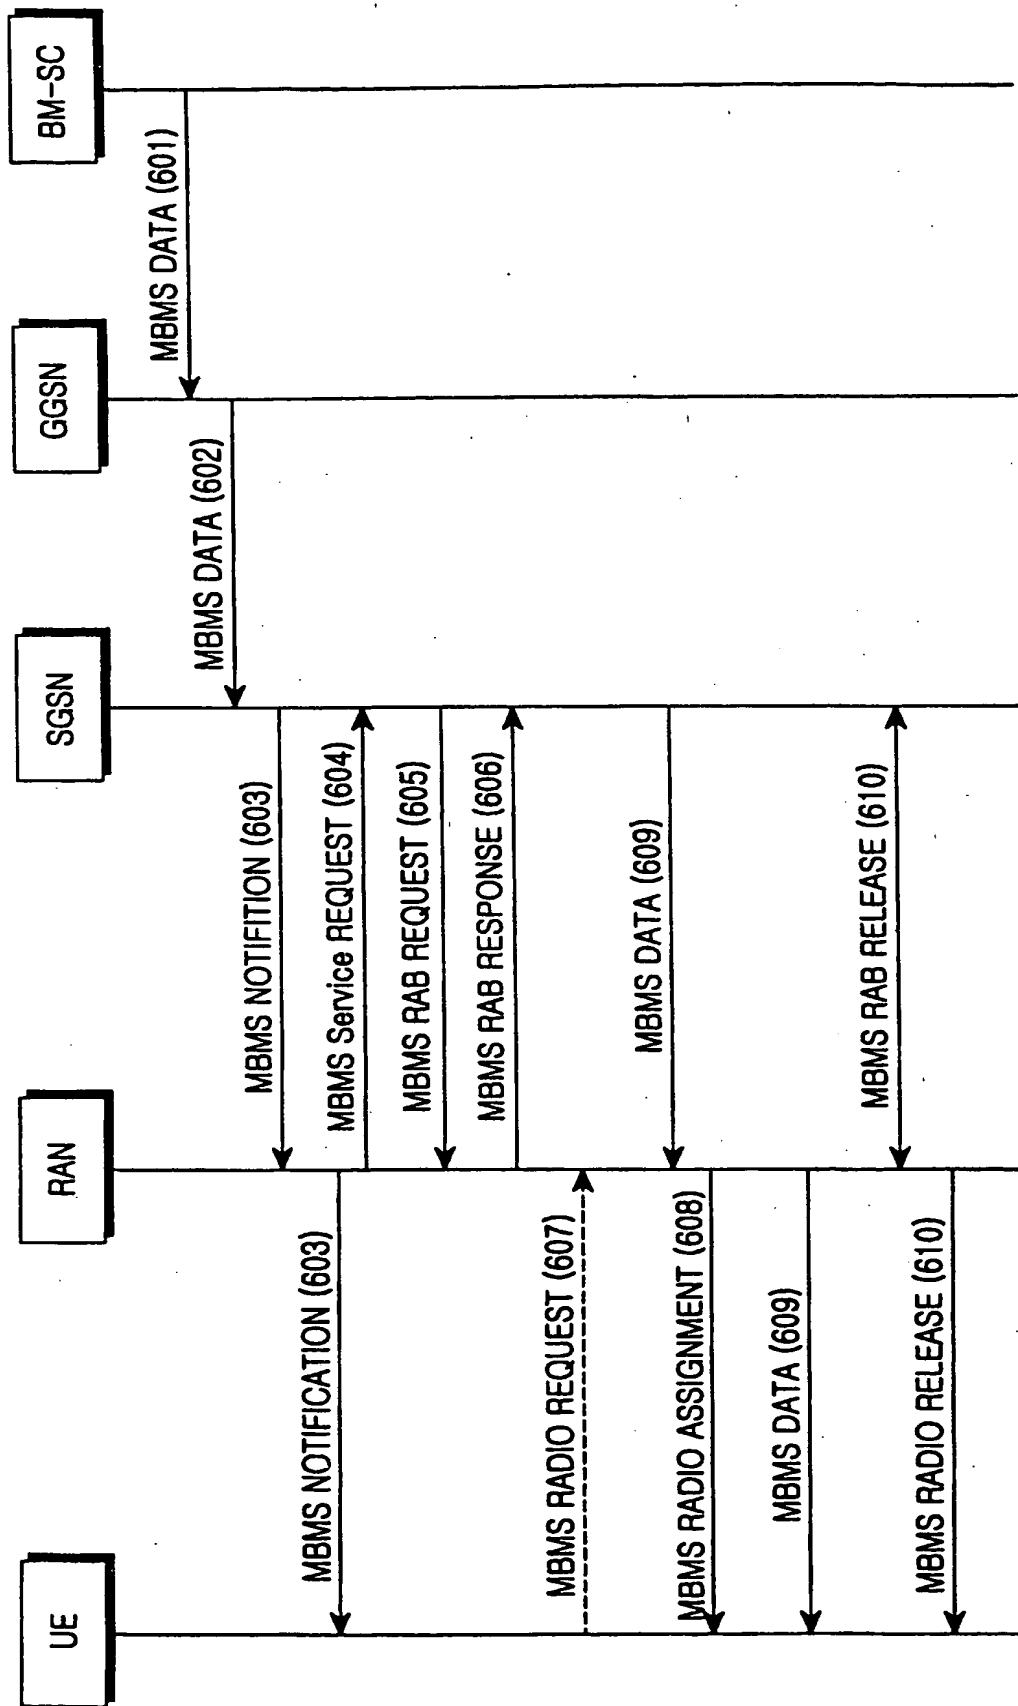 UE
RAN
SGSN
GGSN
BM-SC
MBMS DATA (601)
MBMS DATA (602)
MBMS NOTIFITION (603)
MBMS NOTIFICATION (603)
MBMS Service REQUEST (604)
MBMS RAB REQUEST (605)
MBMS RAB RESPONSE (606)
MBMS RADIO REQUEST (607)
MBMS DATA (609)
MBMS RADIO ASSIGNMENT (608)
MBMS DATA (609)
MBMS RAB RELEASE (610)
MBMS RADIO RELEASE (610)